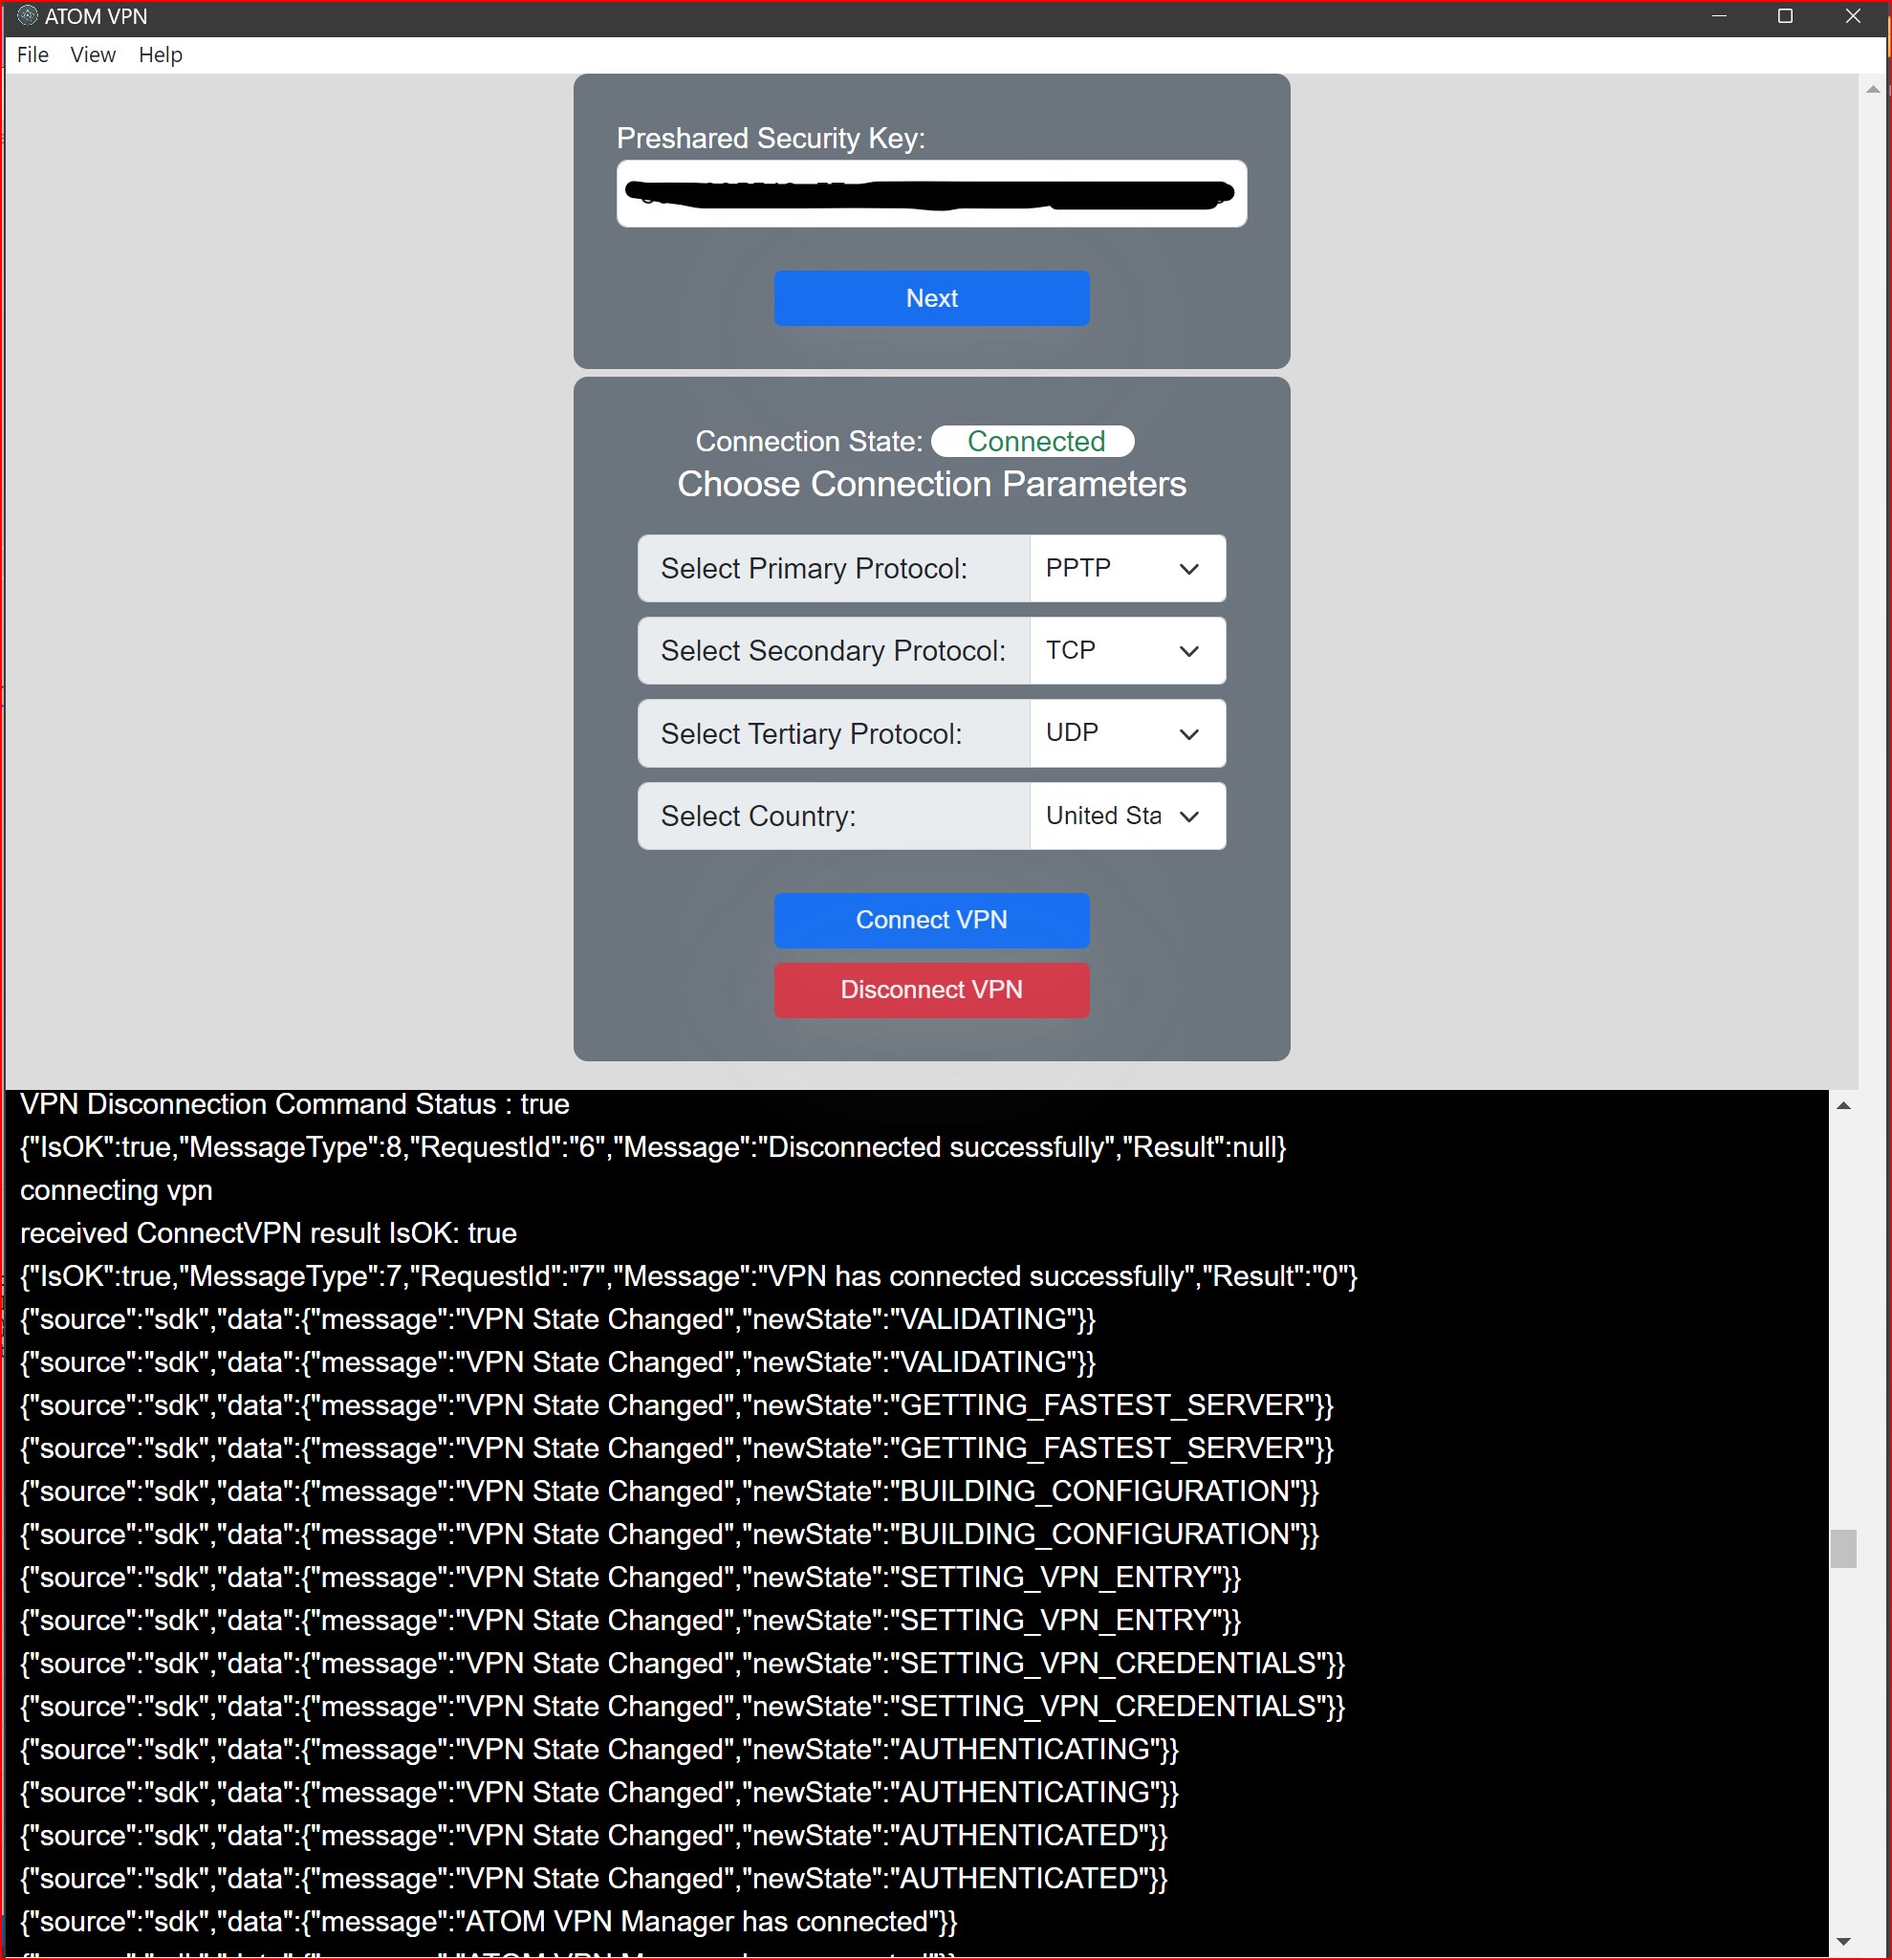 ATOM VPN
File View Help
Preshared Security Key:
Next
Connection State: Connected
Choose Connection Parameters
Select Primary Protocol: PPTP
Select Secondary Protocol: TCP
Select Tertiary Protocol: UDP
Select Country: United Sta
Connect VPN
Disconnect VPN
VPN Disconnection Command Status : true
{"IsOK":true,"MessageType":8,"RequestId":"6","Message":"Disconnected successfully","Result":null}
connecting vpn
received ConnectVPN result IsOK: true
{"IsOK":true,"MessageType":7,"RequestId":"7","Message":"VPN has connected successfully","Result":"0"}
{"source":"sdk","data":{"message":"VPN State Changed","newState":"VALIDATING"}}
{"source":"sdk","data":{"message":"VPN State Changed","newState":"VALIDATING"}}
{"source":"sdk","data":{"message":"VPN State Changed","newState":"GETTING_FASTEST_SERVER"}}
{"source":"sdk","data":{"message":"VPN State Changed","newState":"GETTING_FASTEST_SERVER"}}
{"source":"sdk","data":{"message":"VPN State Changed","newState":"BUILDING_CONFIGURATION"}}
{"source":"sdk","data":{"message":"VPN State Changed","newState":"BUILDING_CONFIGURATION"}}
{"source":"sdk","data":{"message":"VPN State Changed","newState":"SETTING_VPN_ENTRY"}}
{"source":"sdk","data":{"message":"VPN State Changed","newState":"SETTING_VPN_ENTRY"}}
{"source":"sdk","data":{"message":"VPN State Changed","newState":"SETTING_VPN_CREDENTIALS"}}
{"source":"sdk","data":{"message":"VPN State Changed","newState":"SETTING_VPN_CREDENTIALS"}}
{"source":"sdk","data":{"message":"VPN State Changed","newState":"AUTHENTICATING"}}
{"source":"sdk","data":{"message":"VPN State Changed","newState":"AUTHENTICATING"}}
{"source":"sdk","data":{"message":"VPN State Changed","newState":"AUTHENTICATED"}}
{"source":"sdk","data":{"message":"VPN State Changed","newState":"AUTHENTICATED"}}
{"source":"sdk","data":{"message":"ATOM VPN Manager has connected"}}